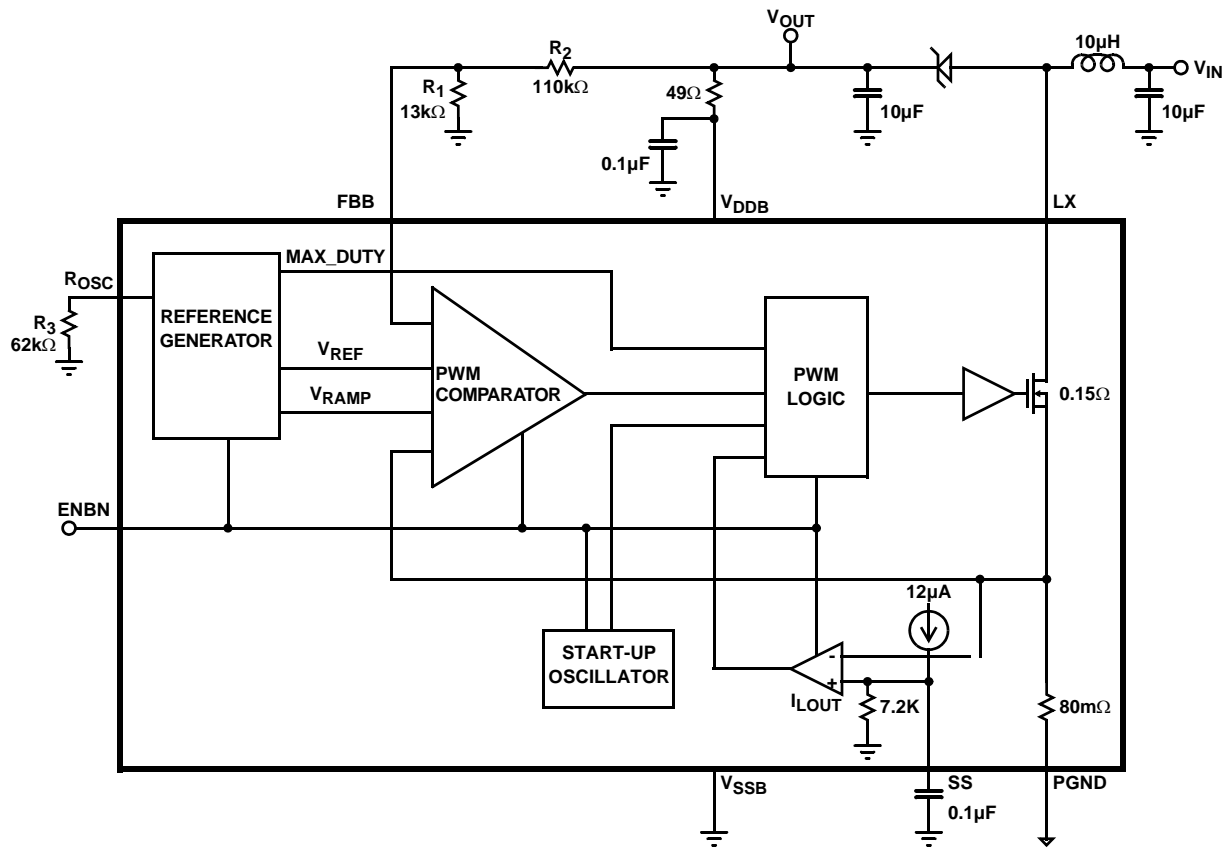 VOUT
R2
110kΩ
10µH
VIN
R1
13kΩ
49Ω
10µF
10µF
0.1µF
FBB
VDDB
LX
MAX_DUTY
ROSC
R3
62kΩ
REFERENCE
GENERATOR
VREF
VRAMP
PWM
COMPARATOR
PWM
LOGIC
0.15Ω
ENBN
12µA
START-UP
OSCILLATOR
-
+
ILOUT
7.2K
80mΩ
VSSB
SS
PGND
0.1µF